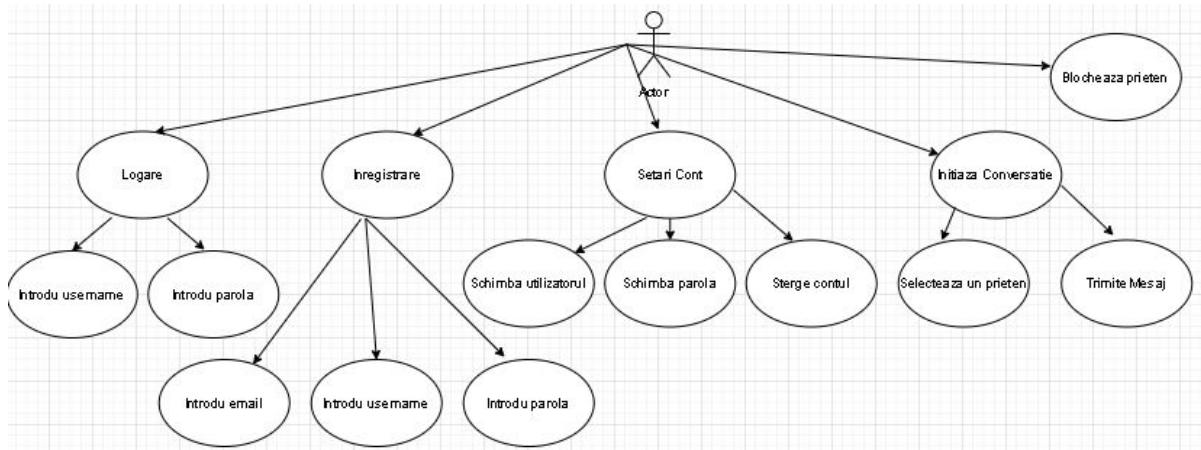 Actor
Blocheaza prieten
Logare
Inregistrare
Setari Cont
Initiaza Conversatie
Introdu username
Introdu parola
Schimba utilizatorul
Schimba parola
Sterge contul
Selecteaza un prieten
Trimite Mesaj
Introdu email
Introdu username
Introdu parola